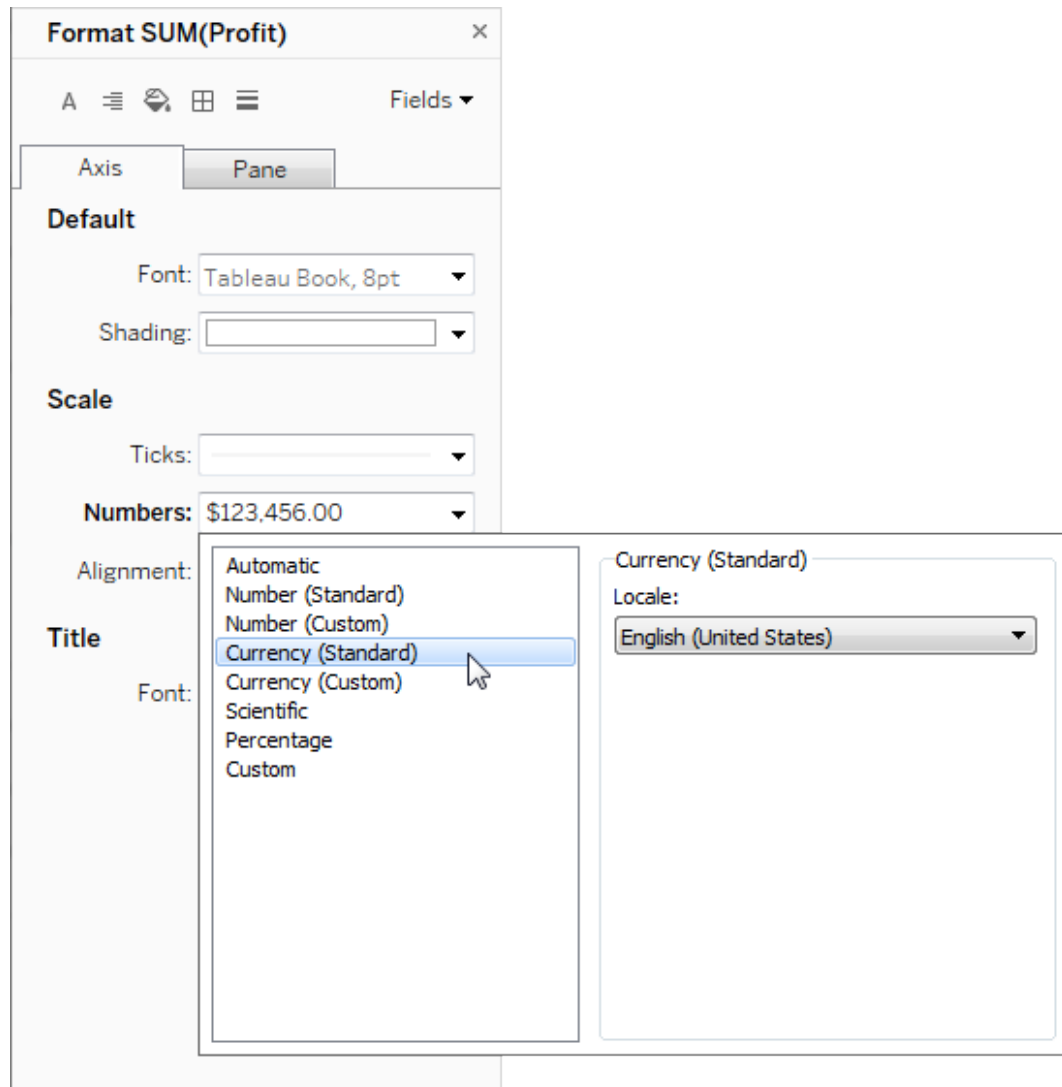 Format SUM(Profit)
A
Fields
Axis
Pane
Default
Font: Tableau Book, 8pt
Shading:
Scale
Ticks:
Numbers: $123,456.00
Alignment:
Title
Font:
Automatic
Number (Standard)
Number (Custom)
Currency (Standard)
Currency (Custom)
Scientific
Percentage
Custom
Currency (Standard)
Locale:
English (United States)